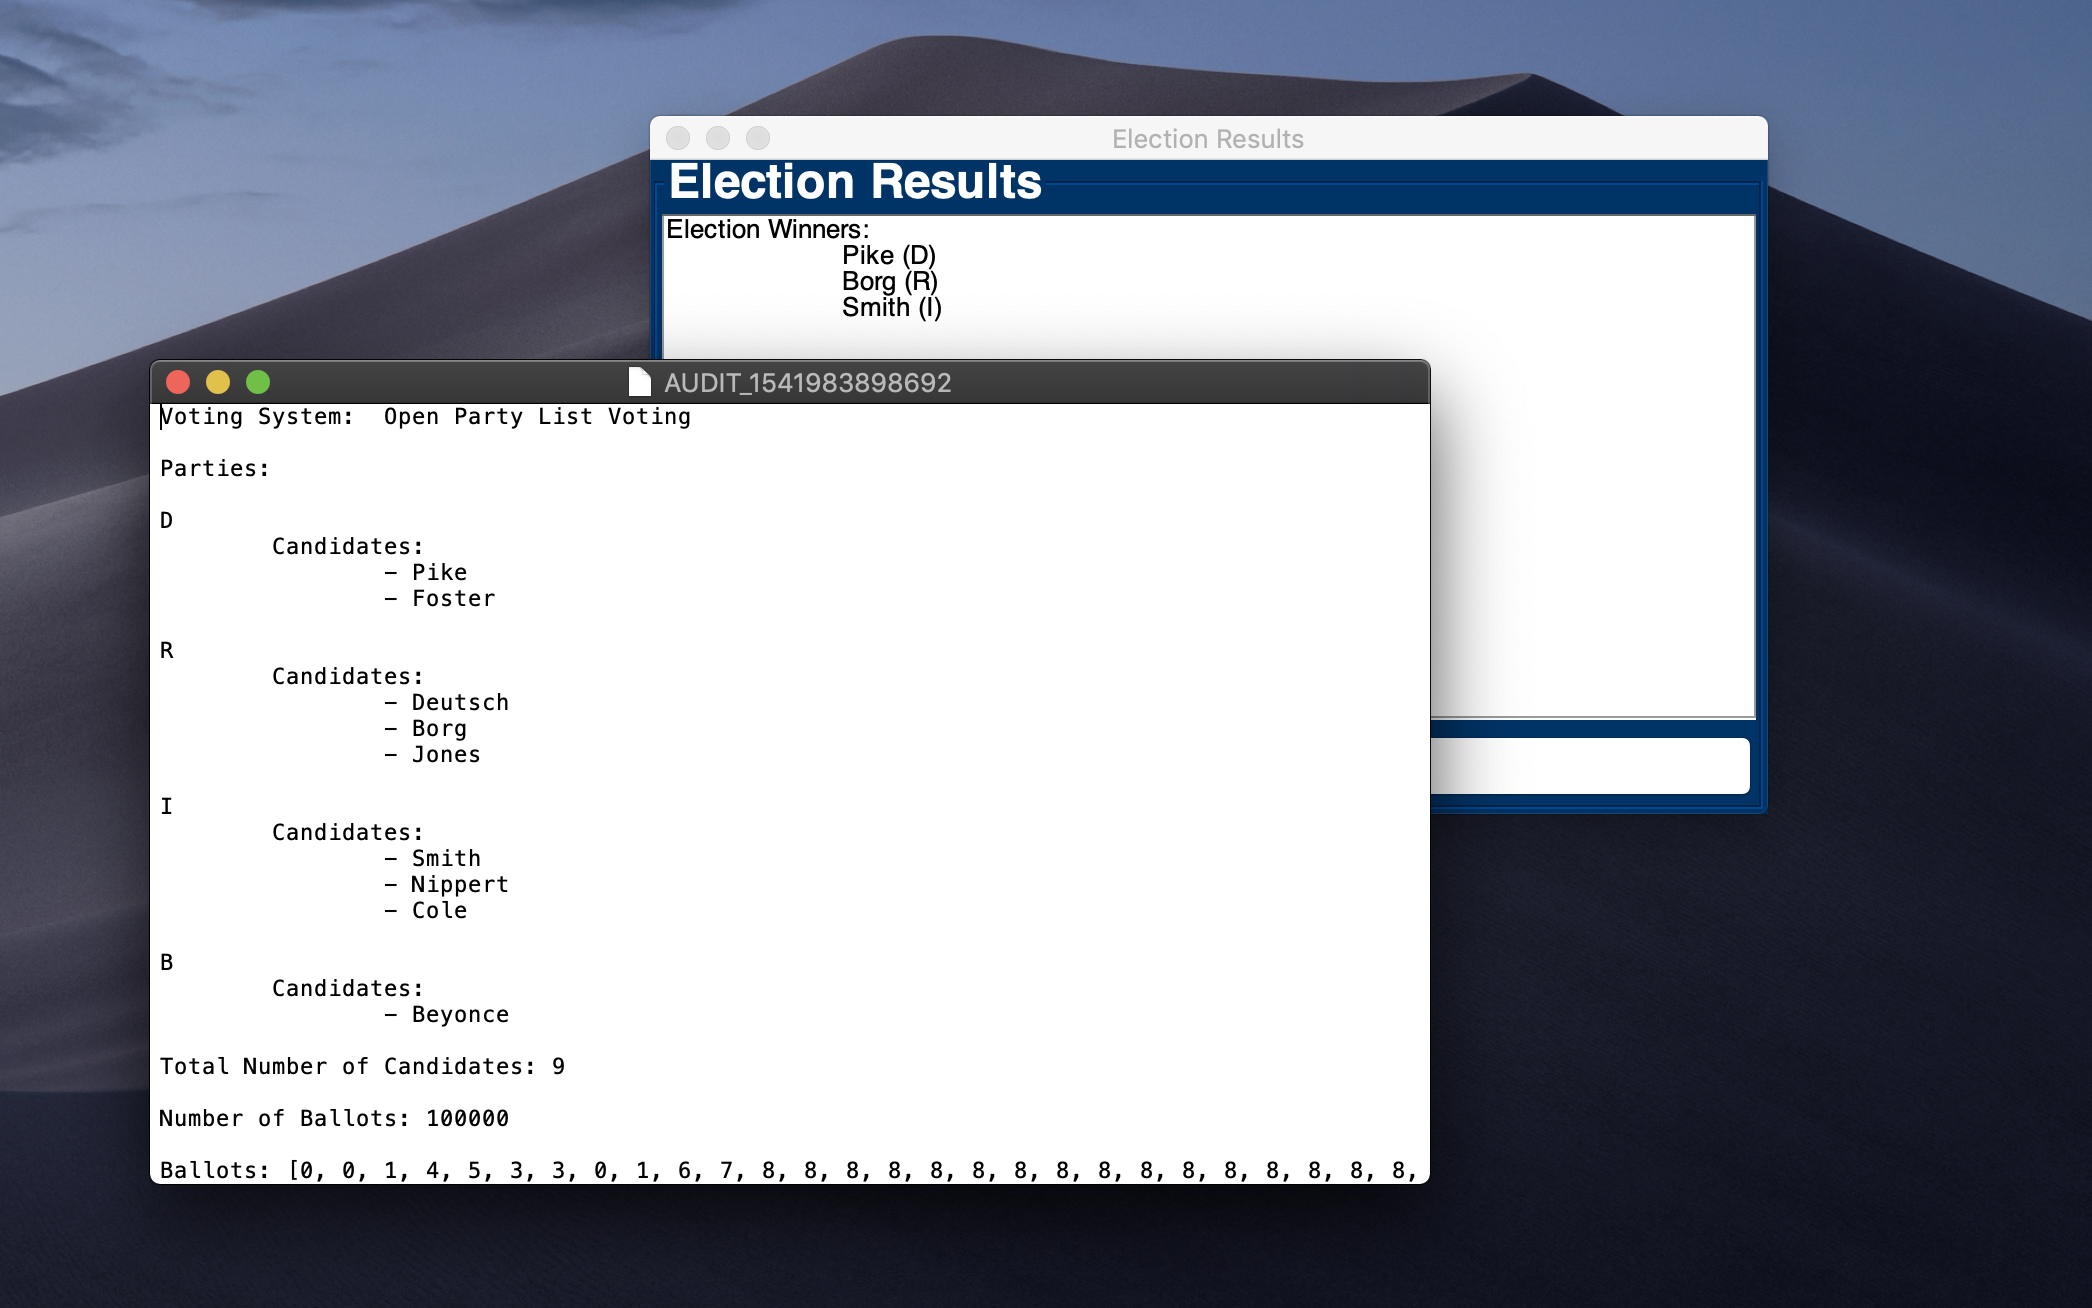 Election Results
Election Results
Election Winners:
Pike (D)
Borg (R)
Smith (I)
AUDIT_1541983898692
Voting System:  Open Party List Voting
Parties:
D
Candidates:
- Pike
- Foster
R
Candidates:
- Deutsch
- Borg
- Jones
I
Candidates:
- Smith
- Nippert
- Cole
B
Candidates:
- Beyonce
Total Number of Candidates: 9
Number of Ballots: 100000
Ballots: [0, 0, 1, 4, 5, 3, 3, 0, 1, 6, 7, 8, 8, 8, 8, 8, 8, 8, 8, 8, 8, 8, 8, 8, 8, 8, 8,